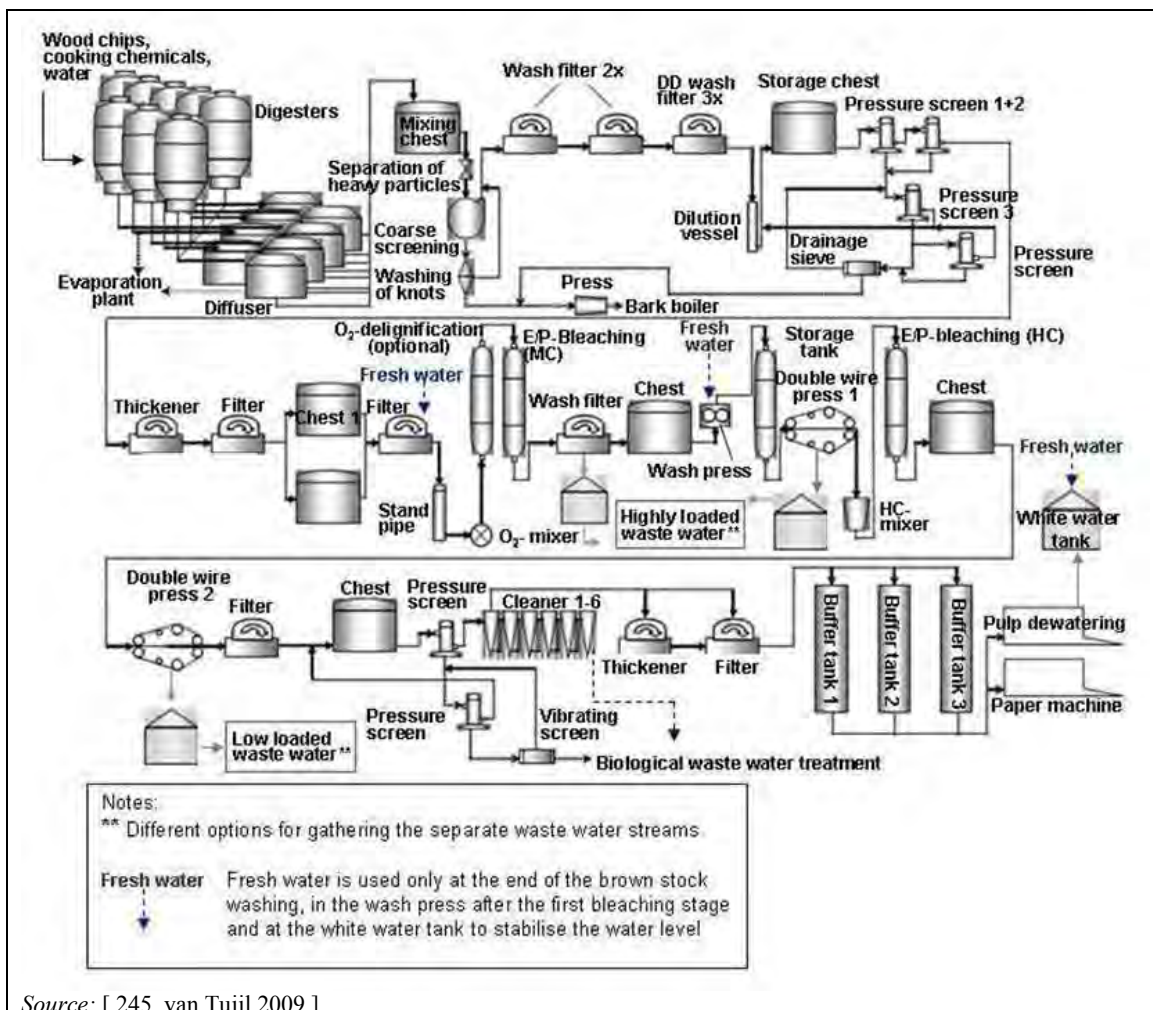 Wood chips,
cooking chemicals,
water
Digesters
Evaporation
plant
Diffuser
Mixing
chest
Separation of
heavy particles
Coarse
screening
Washing
of knots
Wash filter 2x
DD wash
filter 3x
Storage chest
Pressure screen 1+2
Dilution
vessel
Pressure
screen 3
Drainage
sieve
Pressure
screen
Press
Bark boiler
Thickener
Filter
Chest 1
Filter
O₂-delignification
(optional)
Fresh water
Stand
pipe
O₂- mixer
E/P-Bleaching
(MC)
Wash filter
Chest
Fresh
water
Wash press
Highly loaded
waste water**
Storage
tank
Double wire
press 1
HC-
mixer
E/P-bleaching (HC)
Chest
Fresh water
White water
tank
Double wire
press 2
Filter
Low loaded
waste water**
Chest
Pressure
screen
Cleaner 1-6
Pressure
screen
Vibrating
screen
Biological waste water treatment
Thickener
Filter
Buffer tank 1
Buffer tank 2
Buffer tank 3
Pulp dewatering
Paper machine
Notes:
** Different options for gathering the separate waste water streams
Fresh water
Fresh water is used only at the end of the brown stock
washing, in the wash press after the first bleaching stage
and at the white water tank to stabilise the water level
Source: [ 245, van Tuijl 2009 ]